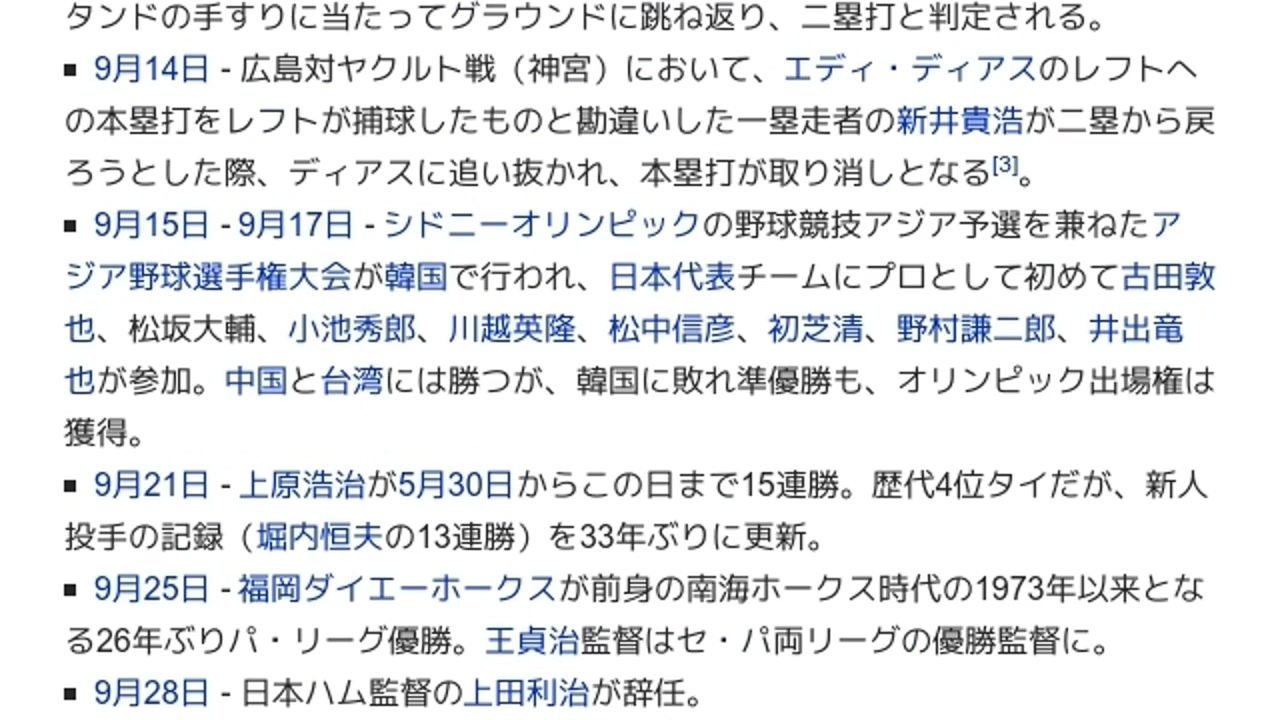 タンドの手すりに当たってグラウンドに跳ね返り、二塁打と判定される。
▪ 9月14日 - 広島対ヤクルト戦（神宮）において、エディ・ディアスのレフトへ
の本塁打をレフトが捕球したものと勘違いした一塁走者の新井貴浩が二塁から戻
ろうとした際、ディアスに追い抜かれ、本塁打が取り消しとなる[3]。
▪ 9月15日 - 9月17日 - シドニーオリンピックの野球競技アジア予選を兼ねたア
ジア野球選手権大会が韓国で行われ、日本代表チームにプロとして初めて古田敦
也、松坂大輔、小池秀郎、川越英隆、松中信彦、初芝清、野村謙二郎、井出竜
也が参加。中国と台湾には勝つが、韓国に敗れ準優勝も、オリンピック出場権は
獲得。
▪ 9月21日 - 上原浩治が5月30日からこの日まで15連勝。歴代4位タイだが、新人
投手の記録（堀内恒夫の13連勝）を33年ぶりに更新。
▪ 9月25日 - 福岡ダイエーホークスが前身の南海ホークス時代の1973年以来とな
る26年ぶりパ・リーグ優勝。王貞治監督はセ・パ両リーグの優勝監督に。
▪ 9月28日 - 日本ハム監督の上田利治が辞任。